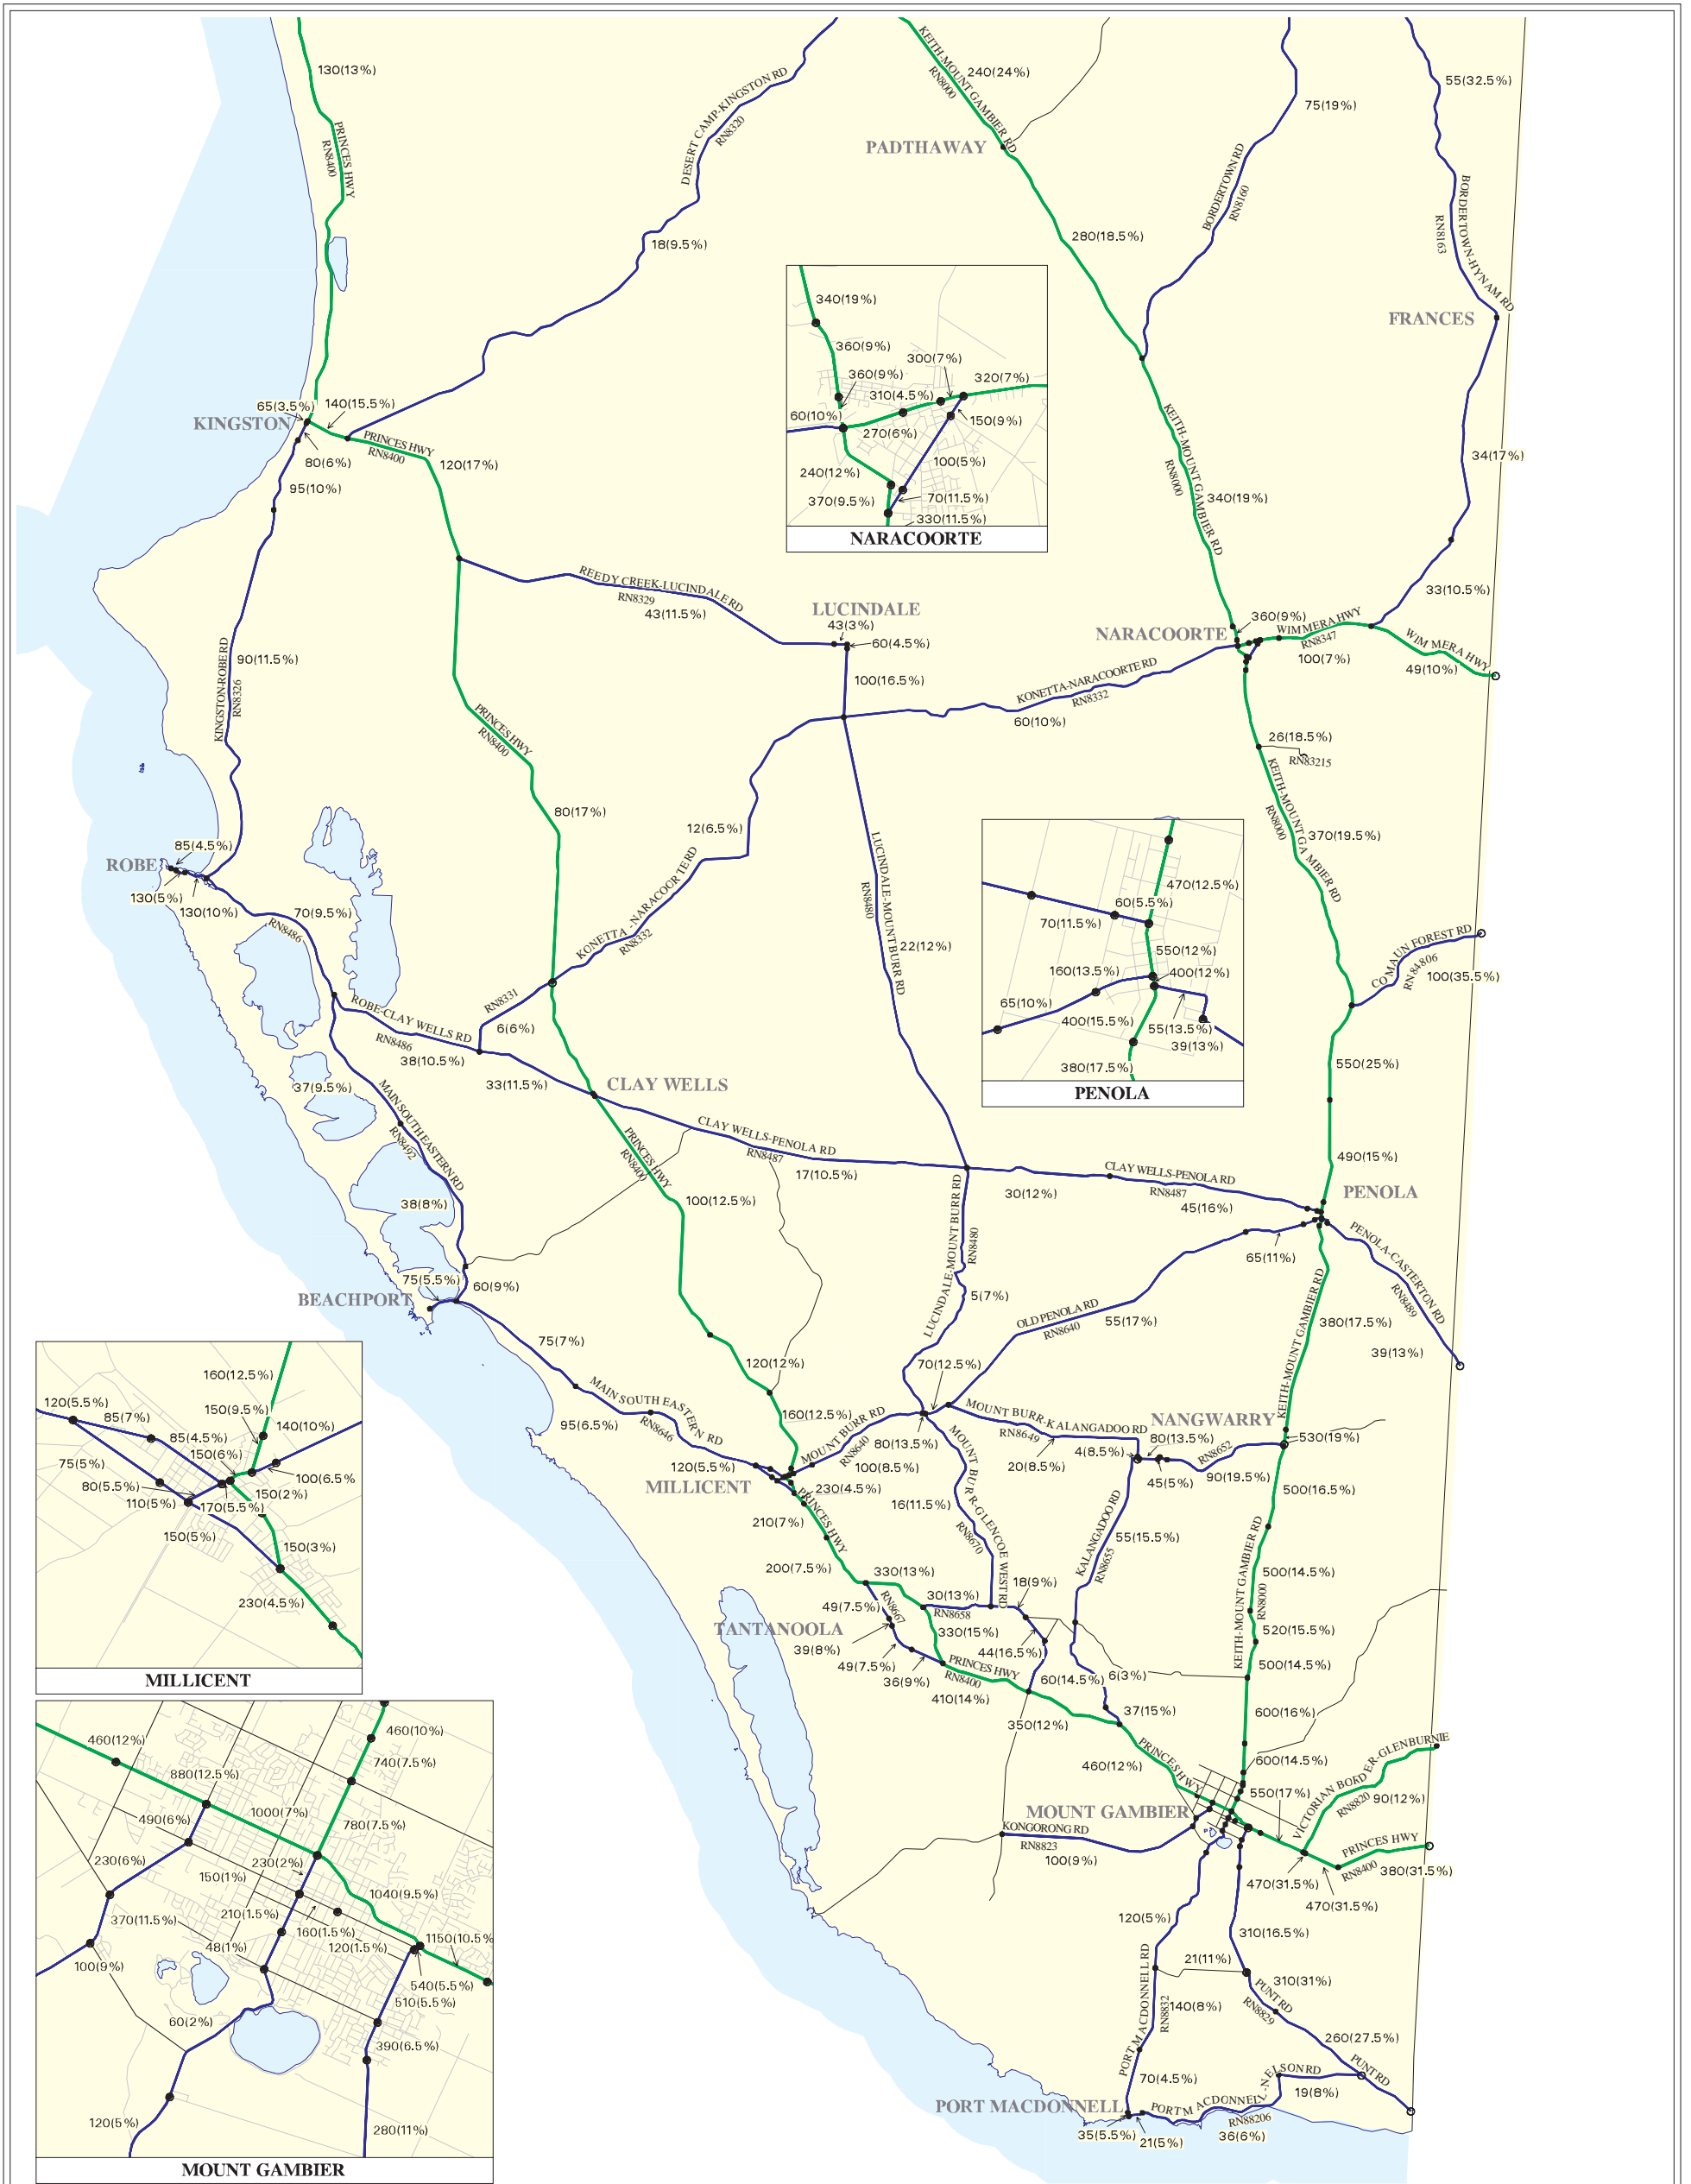 130(13%)
PRINCES HWY
RN8400
DESERT CAMP-KINGSTON RD
RN8320
18(9.5%)
KEITH-MOUNT GAMBIER RD
RN8000
240(24%)
PADTHAWAY
280(18.5%)
75(19%)
BORDERTOWN RD
RN8160
55(32.5%)
BORDERTOWN-HYNAM RD
RN8163
FRANCES
34(17%)
33(10.5%)
340(19%)
360(9%)
360(9%)
300(7%)
320(7%)
310(4.5%)
60(10%)
270(6%)
150(9%)
100(5%)
240(12%)
370(9.5%)
70(11.5%)
330(11.5%)
NARACOORTE
KEITH-MOUNT GAMBIER RD
RN8000
340(19%)
65(3.5%)
140(15.5%)
KINGSTON
PRINCES HWY
RN8400
80(6%)
120(17%)
95(10%)
REEDY CREEK-LUCINDALE RD
RN8329
43(11.5%)
LUCINDALE
43(3%)
60(4.5%)
100(16.5%)
NARACOORTE
360(9%)
WIMMERA HWY
RN8347
100(7%)
WIMMERA HWY
49(10%)
KONETTA-NARACOORTE RD
RN8332
60(10%)
KINGSTON-ROBE RD
RN8326
90(11.5%)
PRINCES HWY
RN8400
26(18.5%)
RN83215
KEITH-MOUNT GAMBIER RD
RN8000
370(19.5%)
80(17%)
12(6.5%)
KONETTA-NARACOORTE RD
RN8332
LUCINDALE-MOUNT BURR RD
RN8480
22(12%)
ROBE
85(4.5%)
130(5%)
130(10%)
70(9.5%)
RN8486
470(12.5%)
60(5.5%)
70(11.5%)
550(12%)
160(13.5%)
400(12%)
65(10%)
400(15.5%)
55(13.5%)
39(13%)
380(17.5%)
PENOLA
COMAUN FOREST RD
RN84806
100(35.5%)
ROBE-CLAY WELLS RD
RN8486
38(10.5%)
RN8331
6(6%)
33(11.5%)
CLAY WELLS
550(25%)
37(9.5%)
MAIN SOUTH EASTERN RD
RN8492
38(8%)
PRINCES HWY
RN8400
CLAY WELLS-PENOLA RD
RN8487
17(10.5%)
100(12.5%)
LUCINDALE-MOUNT BURR RD
RN8480
30(12%)
CLAY WELLS-PENOLA RD
RN8487
45(16%)
490(15%)
PENOLA
65(11%)
PENOLA-CASTERTON RD
RN8489
39(13%)
75(5.5%)
60(9%)
BEACHPORT
5(7%)
OLD PENOLA RD
RN8640
55(17%)
KEITH-MOUNT GAMBIER RD
380(17.5%)
75(7%)
120(12%)
70(12.5%)
160(12.5%)
MAIN SOUTH EASTERN RD
RN8646
95(6.5%)
120(5.5%)
MILLICENT
MOUNT BURR RD
RN8640
100(8.5%)
80(13.5%)
MOUNT BURR-KALANGADOO RD
RN8649
20(8.5%)
NANGWARRY
80(13.5%)
4(8.5%)
45(5%)
RN8652
90(19.5%)
530(19%)
500(16.5%)
160(12.5%)
150(9.5%)
140(10%)
120(5.5%)
85(7%)
85(4.5%)
150(6%)
75(5%)
100(6.5%)
80(5.5%)
150(2%)
110(5%)
170(5.5%)
150(5%)
150(3%)
230(4.5%)
MILLICENT
230(4.5%)
210(7%)
PRINCES HWY
200(7.5%)
16(11.5%)
MOUNT BURR-GLENCOE WEST RD
RN8670
KALANGADOO RD
RN8655
55(15.5%)
KEITH-MOUNT GAMBIER RD
RN8000
500(14.5%)
520(15.5%)
500(14.5%)
330(13%)
30(13%)
RN8658
18(9%)
RN8667
49(7.5%)
TANTANOOLA
39(8%)
330(15%)
44(16.5%)
49(7.5%)
36(9%)
PRINCES HWY
RN8400
410(14%)
60(14.5%)
6(3%)
37(15%)
350(12%)
600(16%)
PRINCES HWY
460(12%)
600(14.5%)
550(17%)
VICTORIAN BORDER-GLENBURNIE
RN8820
90(12%)
MOUNT GAMBIER
KONGORONG RD
RN8823
100(9%)
PRINCES HWY
RN8400
380(31.5%)
470(31.5%)
470(31.5%)
460(12%)
460(10%)
740(7.5%)
880(12.5%)
1000(7%)
490(6%)
780(7.5%)
230(6%)
230(2%)
150(1%)
1040(9.5%)
370(11.5%)
210(1.5%)
160(1.5%)
120(1.5%)
1150(10.5%
48(1%)
100(9%)
540(5.5%)
510(5.5%)
60(2%)
390(6.5%)
120(5%)
280(11%)
MOUNT GAMBIER
120(5%)
310(16.5%)
21(11%)
310(31%)
PORT MACDONNELL RD
RN8832
140(8%)
PUNT RD
RN8829
260(27.5%)
PUNT RD
70(4.5%)
PORT MACDONNELL
PORT MACDONNELL-NELSON RD
RN88206
19(8%)
35(5.5%)
21(5%)
36(6%)